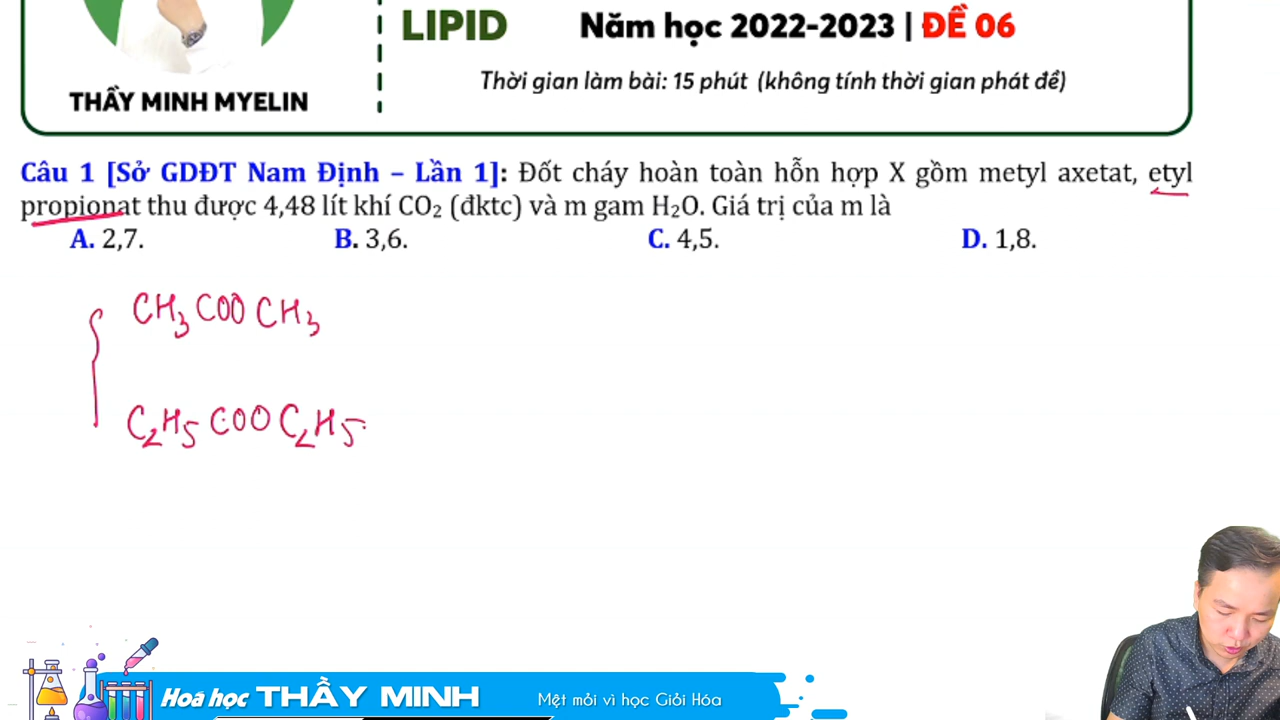 LIPID
Năm học 2022-2023 | ĐỀ 06
Thời gian làm bài: 15 phút (không tính thời gian phát đề)
THẦY MINH MYELIN
Câu 1 [Sở GDĐT Nam Định – Lần 1]: Đốt cháy hoàn toàn hỗn hợp X gồm metyl axetat, etyl
propionat thu được 4,48 lít khí CO₂ (đktc) và m gam H₂O. Giá trị của m là
A. 2,7. B. 3,6. C. 4,5. D. 1,8.
CH₃COOCH₃
C₂H₅COOC₂H₅
Hoá học THẦY MINH
Mệt mỏi vì học Giỏi Hóa